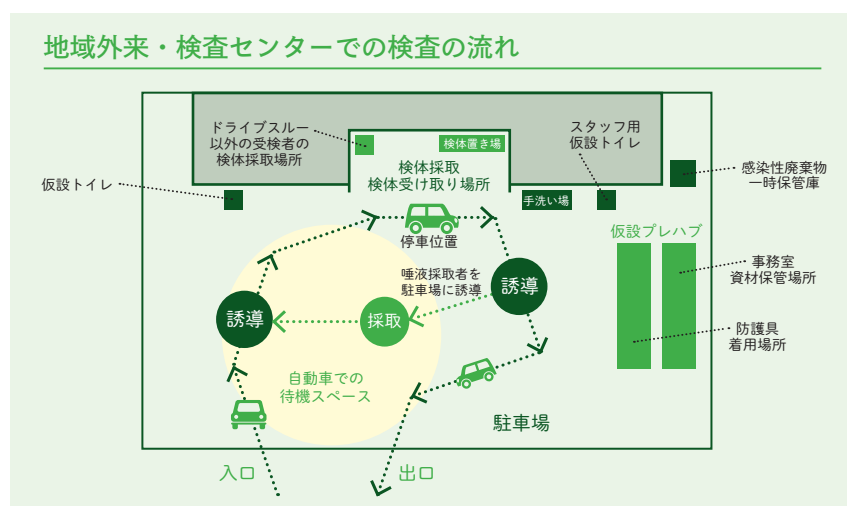 地域外来・検査センターでの検査の流れ
ドライブスルー
以外の受検者の
検体採取場所
検体置き場
スタッフ用
仮設トイレ
検体採取
検体受け取り場所
感染性廃棄物
一時保管庫
仮設トイレ
手洗い場
停車位置
仮設プレハブ
唾液採取者を
駐車場に誘導
事務室
資材保管場所
誘導
誘導
採取
防護具
着用場所
自動車での
待機スペース
駐車場
入口
出口